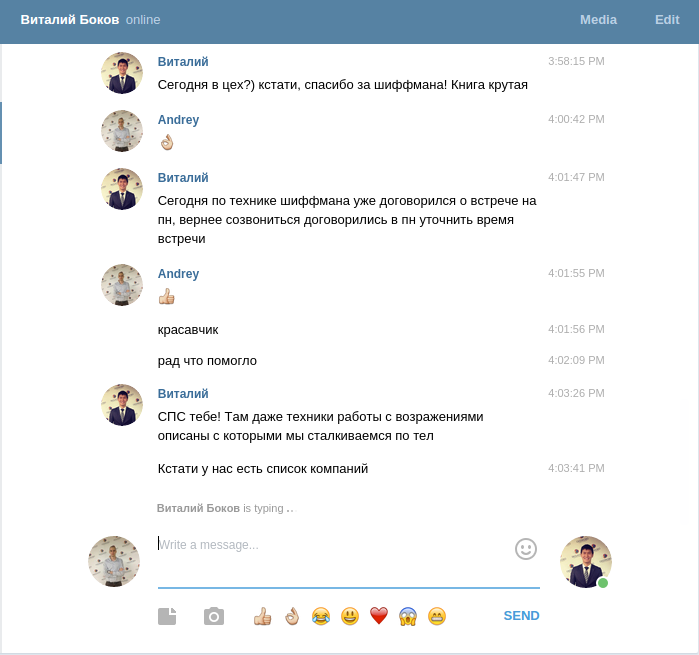 Виталий Боков online Media Edit
Виталий 3:58:15 PM
Сегодня в цех?) кстати, спасибо за шиффмана! Книга крутая
Andrey 4:00:42 PM
👌🏼
Виталий 4:01:47 PM
Сегодня по технике шиффмана уже договорился о встрече на
пн, вернее созвониться договорились в пн уточнить время
встречи
Andrey 4:01:55 PM
👍🏼
красавчик 4:01:56 PM
рад что помогло 4:02:09 PM
Виталий 4:03:26 PM
СПС тебе! Там даже техники работы с возражениями
описаны с которыми мы сталкиваемся по тел
Кстати у нас есть список компаний 4:03:41 PM
Виталий Боков is typing ..
Write a message...
SEND